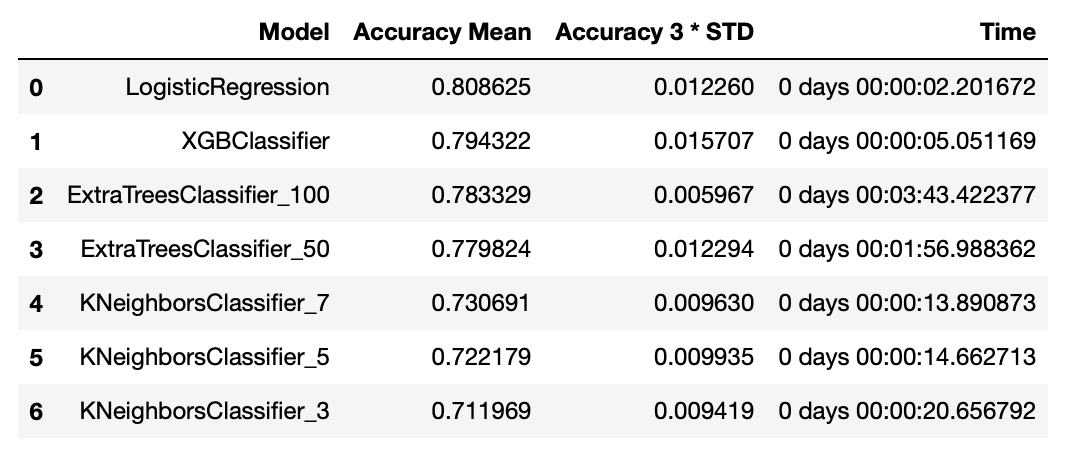 Model Accuracy Mean Accuracy 3 * STD Time
0 LogisticRegression 0.808625 0.012260 0 days 00:00:02.201672
1 XGBClassifier 0.794322 0.015707 0 days 00:00:05.051169
2 ExtraTreesClassifier_100 0.783329 0.005967 0 days 00:03:43.422377
3 ExtraTreesClassifier_50 0.779824 0.012294 0 days 00:01:56.988362
4 KNeighborsClassifier_7 0.730691 0.009630 0 days 00:00:13.890873
5 KNeighborsClassifier_5 0.722179 0.009935 0 days 00:00:14.662713
6 KNeighborsClassifier_3 0.711969 0.009419 0 days 00:00:20.656792